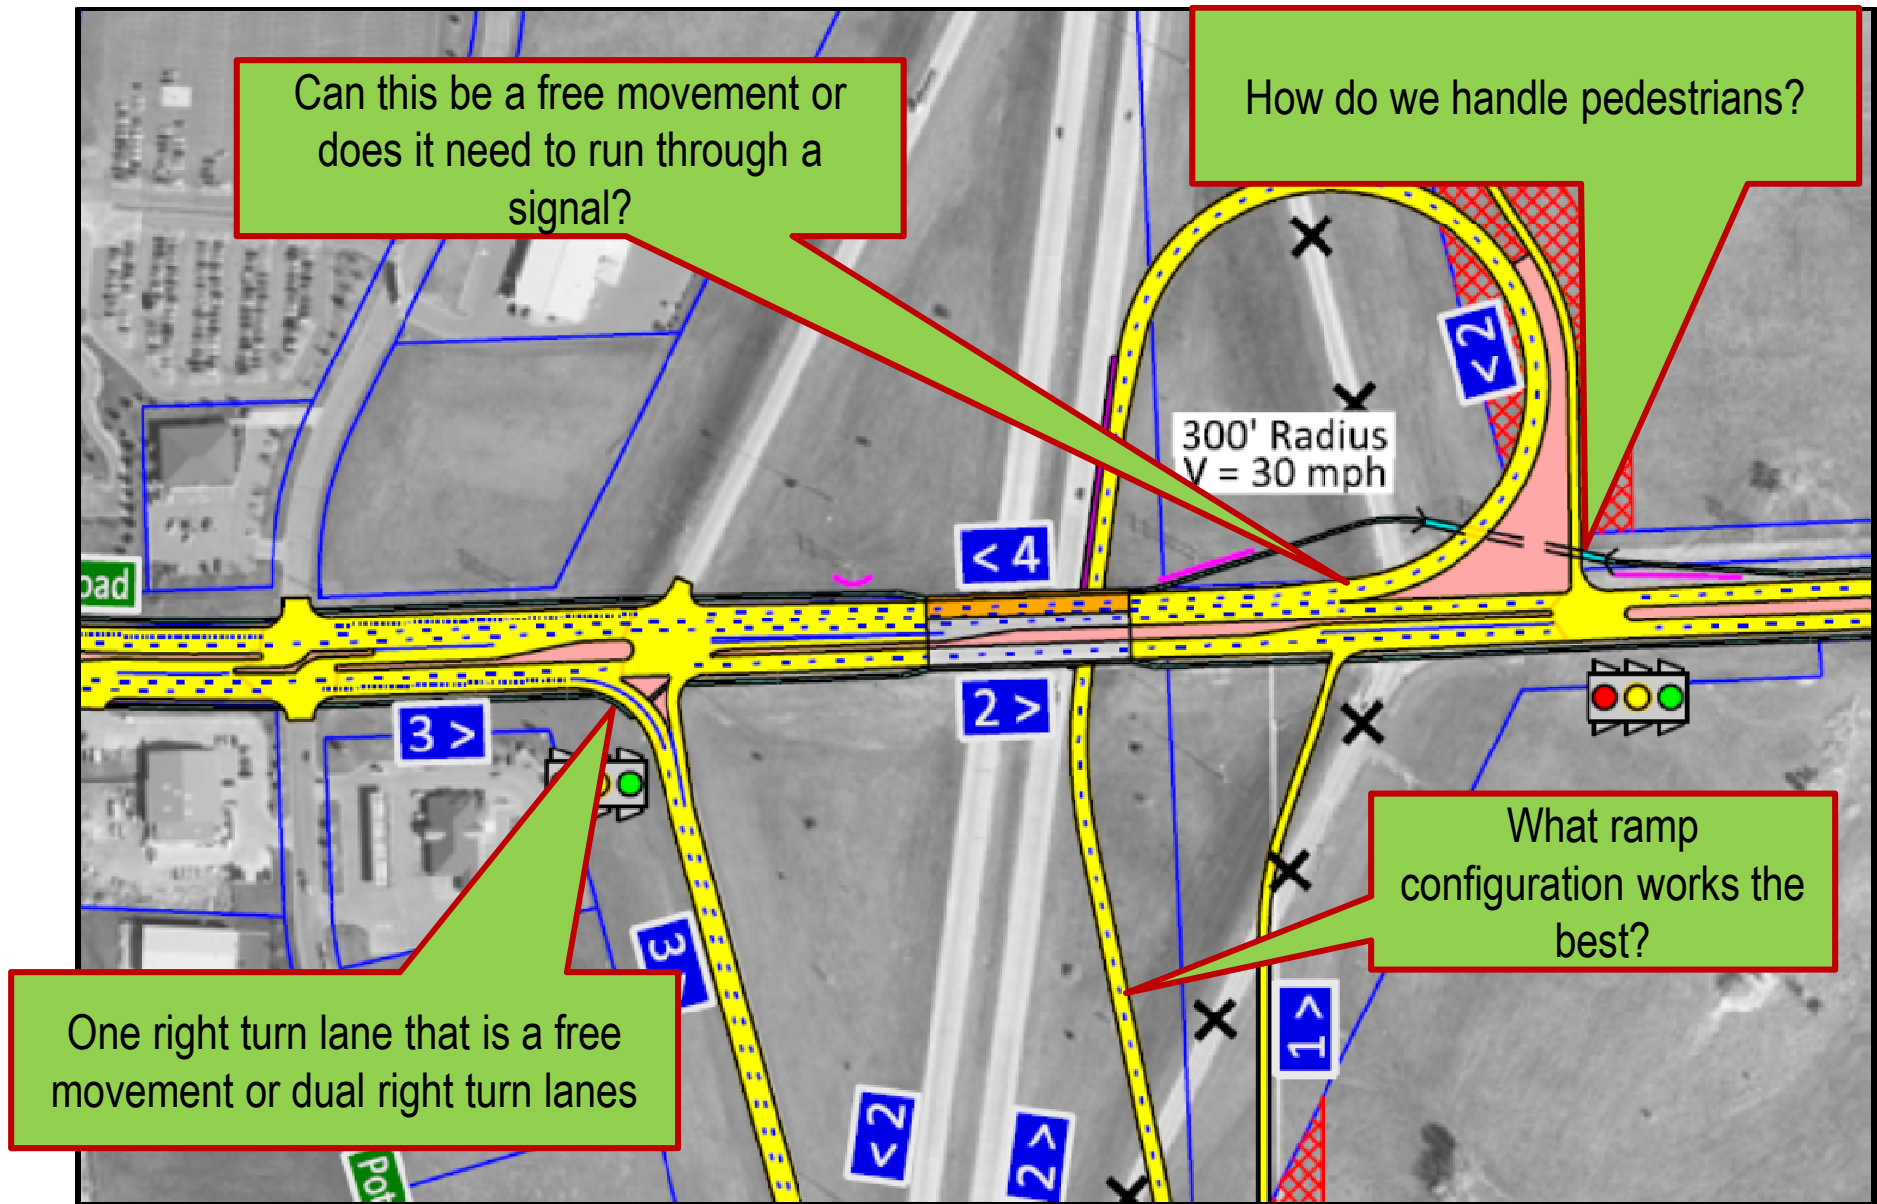 Can this be a free movement or
does it need to run through a
signal?
How do we handle pedestrians?
< 2
300' Radius
V = 30 mph
< 4
oad
2 >
3 >
What ramp
configuration works the
best?
3
1 >
One right turn lane that is a free
movement or dual right turn lanes
< 2
2 >
Pot